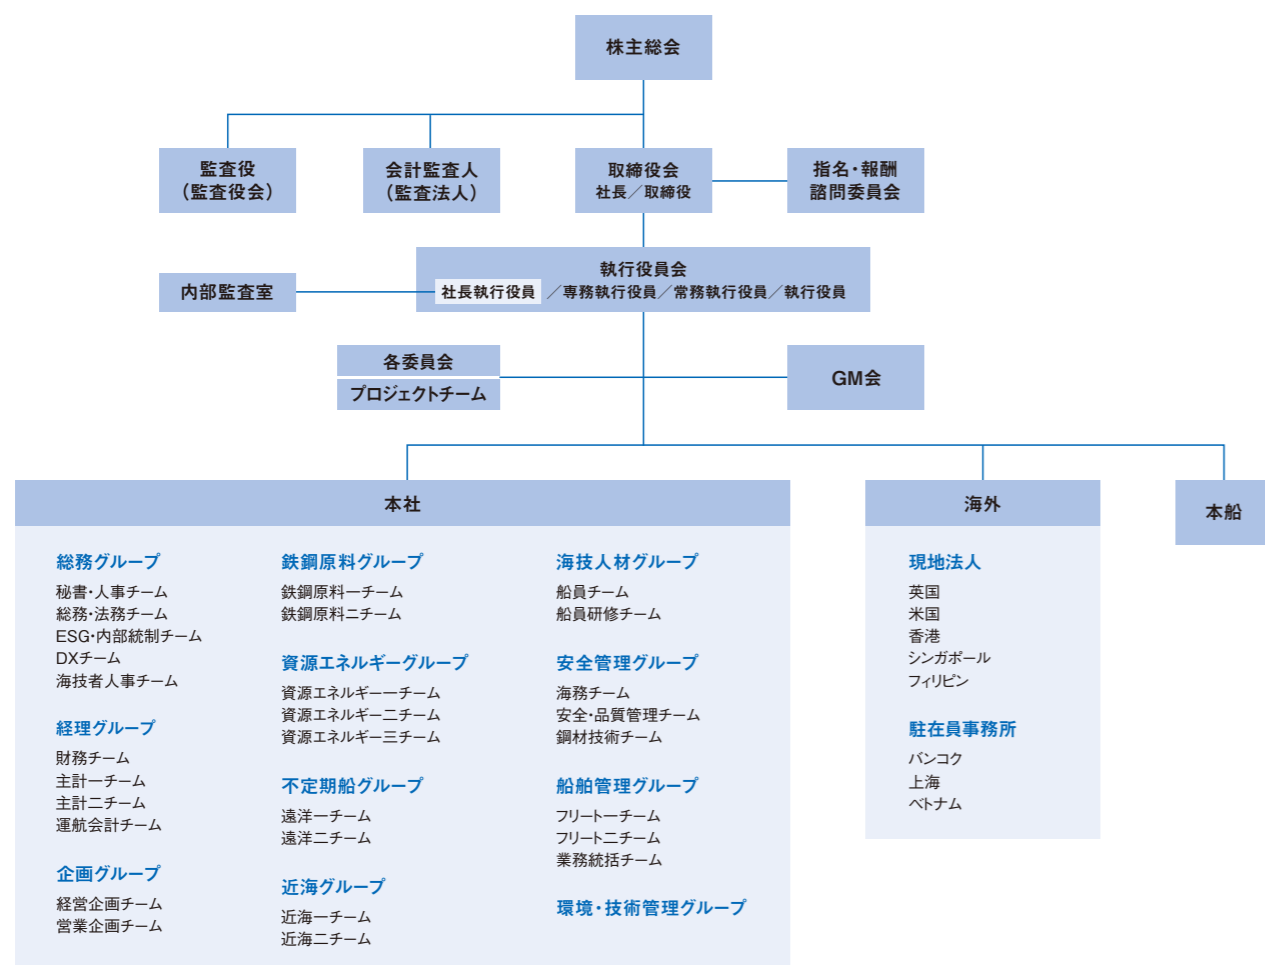 株主総会
監査役
（監査役会）
会計監査人
（監査法人）
取締役会
社長／取締役
指名・報酬
諮問委員会
内部監査室
執行役員会
社長執行役員／専務執行役員／常務執行役員／執行役員
各委員会
プロジェクトチーム
GM会
本社
総務グループ
秘書・人事チーム
総務・法務チーム
ESG・内部統制チーム
DXチーム
海技者人事チーム
経理グループ
財務チーム
主計一チーム
主計二チーム
運航会計チーム
企画グループ
経営企画チーム
営業企画チーム
鉄鋼原料グループ
鉄鋼原料一チーム
鉄鋼原料二チーム
資源エネルギーグループ
資源エネルギー一チーム
資源エネルギー二チーム
資源エネルギー三チーム
不定期船グループ
遠洋一チーム
遠洋二チーム
近海グループ
近海一チーム
近海二チーム
海技人材グループ
船員チーム
船員研修チーム
安全管理グループ
海務チーム
安全・品質管理チーム
鋼材技術チーム
船舶管理グループ
フリート一チーム
フリート二チーム
業務統括チーム
環境・技術管理グループ
海外
現地法人
英国
米国
香港
シンガポール
フィリピン
駐在員事務所
バンコク
上海
ベトナム
本船